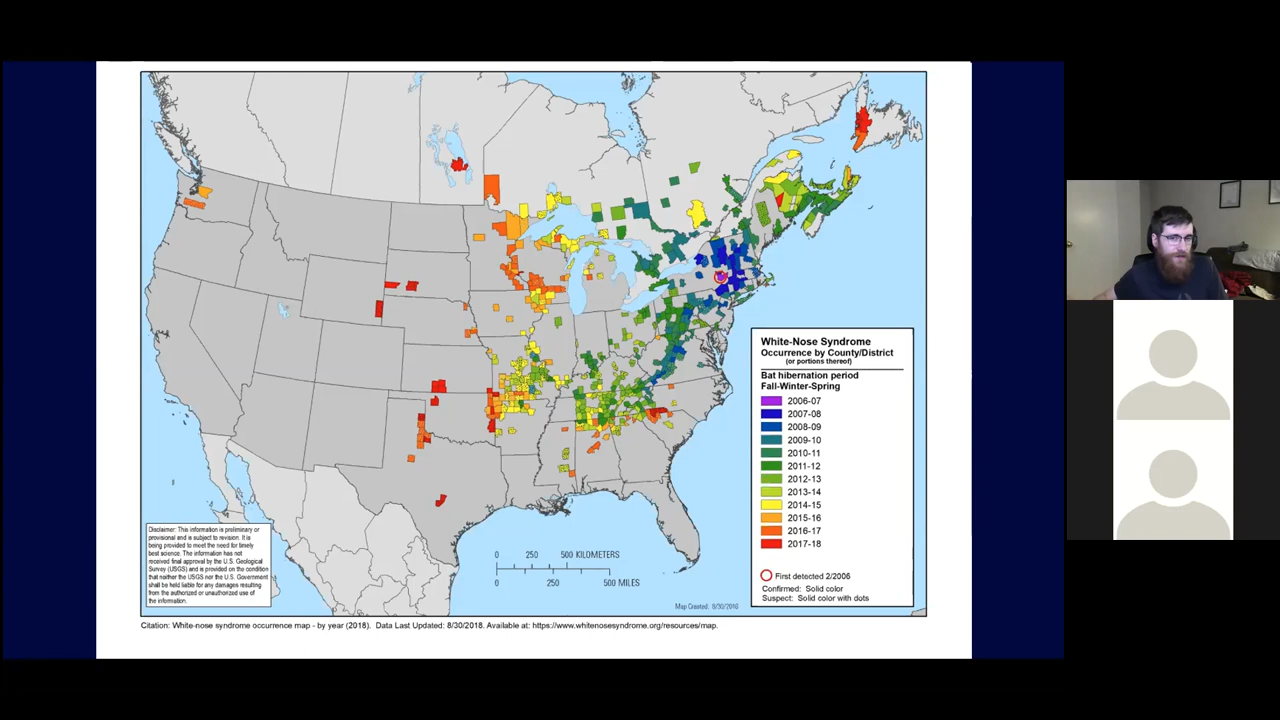 White-Nose Syndrome
Occurrence by County/District
(or portions thereof)
Bat hibernation period
Fall-Winter-Spring
2006-07
2007-08
2008-09
2009-10
2010-11
2011-12
2012-13
2013-14
2014-15
2015-16
2016-17
2017-18
First detected 2/2006
Confirmed: Solid color
Suspect: Solid color with dots
Disclaimer: This information is preliminary or
provisional and is subject to revision. It is
being provided to meet the need for timely
best science. The information has not
received final approval by the U.S. Geological
Survey (USGS) and is provided on the condition
that neither the USGS nor the U.S. Government
shall be held liable for any damages resulting
from the authorized or unauthorized use of
the information.
0 250 500 KILOMETERS
0 250 500 MILES
Map Created: 8/30/2018
Citation: White-nose syndrome occurrence map - by year (2018). Data Last Updated: 8/30/2018. Available at: https://www.whitenosesyndrome.org/resources/map.